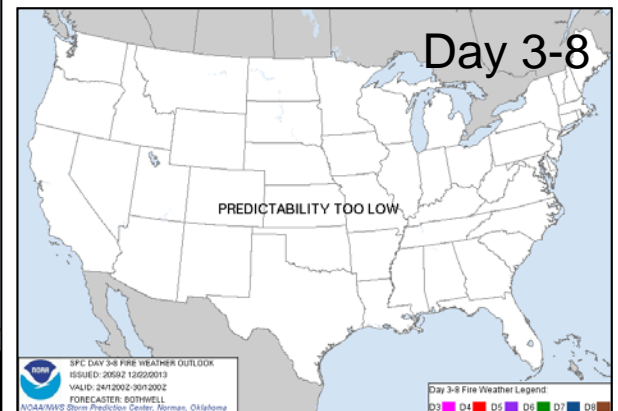 Day 3-8
PREDICTABILITY TOO LOW
NOAA
SPC DAY 3-8 FIRE WEATHER OUTLOOK
ISSUED: 2059Z 12/22/2013
VALID: 24/1200Z-30/1200Z
FORECASTER: BOTHWELL
NOAA/NWS Storm Prediction Center, Norman, Oklahoma
Day 3-8 Fire Weather Legend:
D3 D4 D5 D6 D7 D8